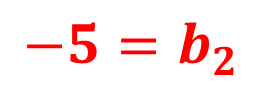 −5 = b₂